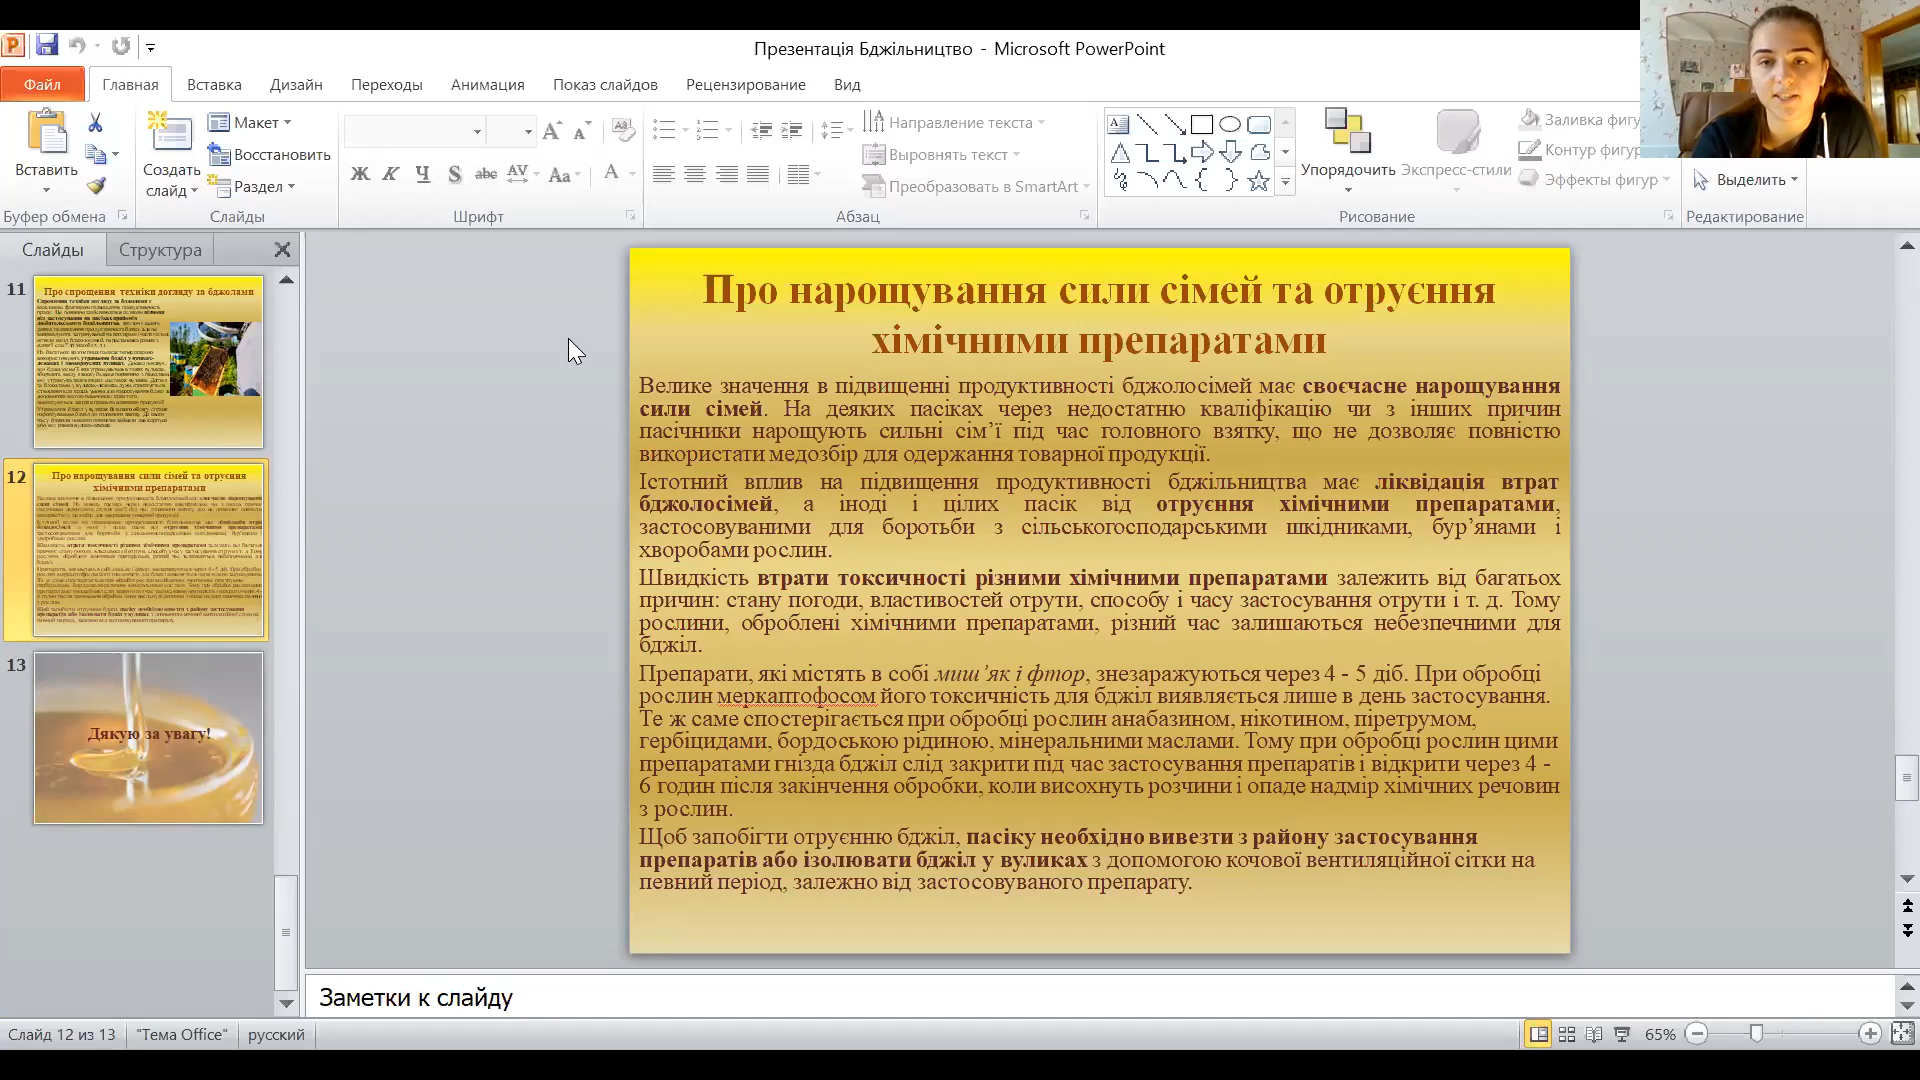 Презентація Бджільництво - Microsoft PowerPoint
Файл
Главная
Вставка
Дизайн
Переходы
Анимация
Показ слайдов
Рецензирование
Вид
Вставить
Буфер обмена
Создать слайд
Макет
Восстановить
Раздел
Слайды
Ж К Ч S abc AV Aa A
Шрифт
Направление текста
Выровнять текст
Преобразовать в SmartArt
Абзац
Упорядочить
Экспресс-стили
Заливка фигу
Контур фигур
Эффекты фигур
Рисование
Выделить
Редактирование
Слайды
Структура
11
Про спрощення техніки догляду за бджолами
12
Про нарощування сили сімей та отруєння
хімічними препаратами
13
Дякую за увагу!
Про нарощування сили сімей та отруєння
хімічними препаратами
Велике значення в підвищенні продуктивності бджолосімей має своєчасне нарощування
сили сімей. На деяких пасіках через недостатню кваліфікацію чи з інших причин
пасічники нарощують сильні сім’ї під час головного взятку, що не дозволяє повністю
використати медозбір для одержання товарної продукції.
Істотний вплив на підвищення продуктивності бджільництва має ліквідація втрат
бджолосімей, а іноді і цілих пасік від отруєння хімічними препаратами,
застосовуваними для боротьби з сільськогосподарськими шкідниками, бур’янами і
хворобами рослин.
Швидкість втрати токсичності різними хімічними препаратами залежить від багатьох
причин: стану погоди, властивостей отрути, способу і часу застосування отрути і т. д. Тому
рослини, оброблені хімічними препаратами, різний час залишаються небезпечними для
бджіл.
Препарати, які містять в собі миш’як і фтор, знезаражуються через 4 - 5 діб. При обробці
рослин меркаптофосом його токсичність для бджіл виявляється лише в день застосування.
Те ж саме спостерігається при обробці рослин анабазином, нікотином, піретрумом,
гербіцидами, бордоською рідиною, мінеральними маслами. Тому при обробці рослин цими
препаратами гнізда бджіл слід закрити під час застосування препаратів і відкрити через 4 -
6 годин після закінчення обробки, коли висохнуть розчини і опаде надмір хімічних речовин
з рослин.
Щоб запобігти отруєнню бджіл, пасіку необхідно вивезти з району застосування
препаратів або ізолювати бджіл у вуликах з допомогою кочової вентиляційної сітки на
певний період, залежно від застосовуваного препарату.
Заметки к слайду
Слайд 12 из 13
"Тема Office"
русский
65%